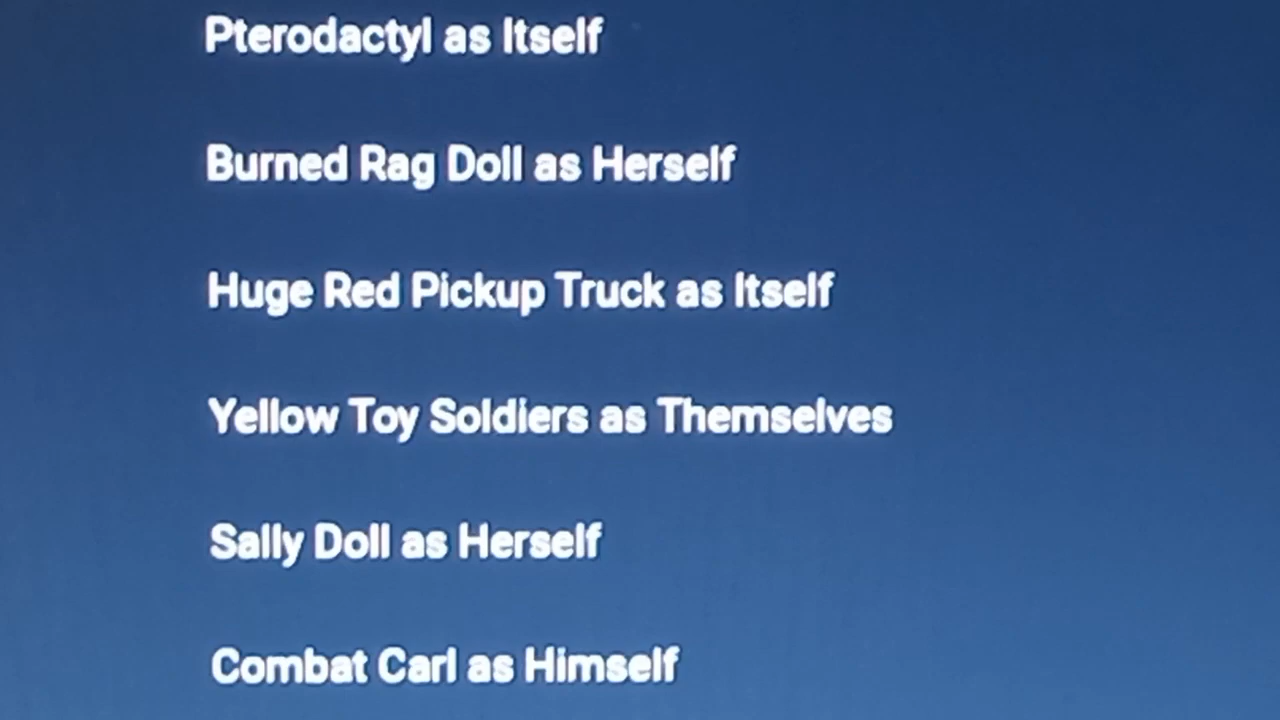 Pterodactyl as Itself
Burned Rag Doll as Herself
Huge Red Pickup Truck as Itself
Yellow Toy Soldiers as Themselves
Sally Doll as Herself
Combat Carl as Himself